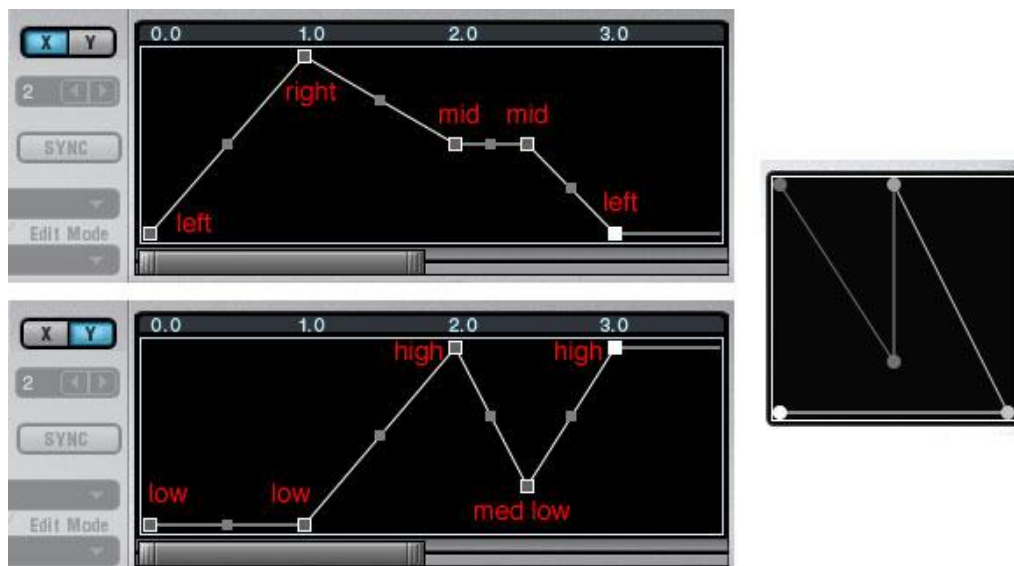 X Y
0.0 1.0 2.0 3.0
2
right
mid mid
SYNC
left
left
Edit Mode
X Y
0.0 1.0 2.0 3.0
high high
2
SYNC
low low
med low
Edit Mode